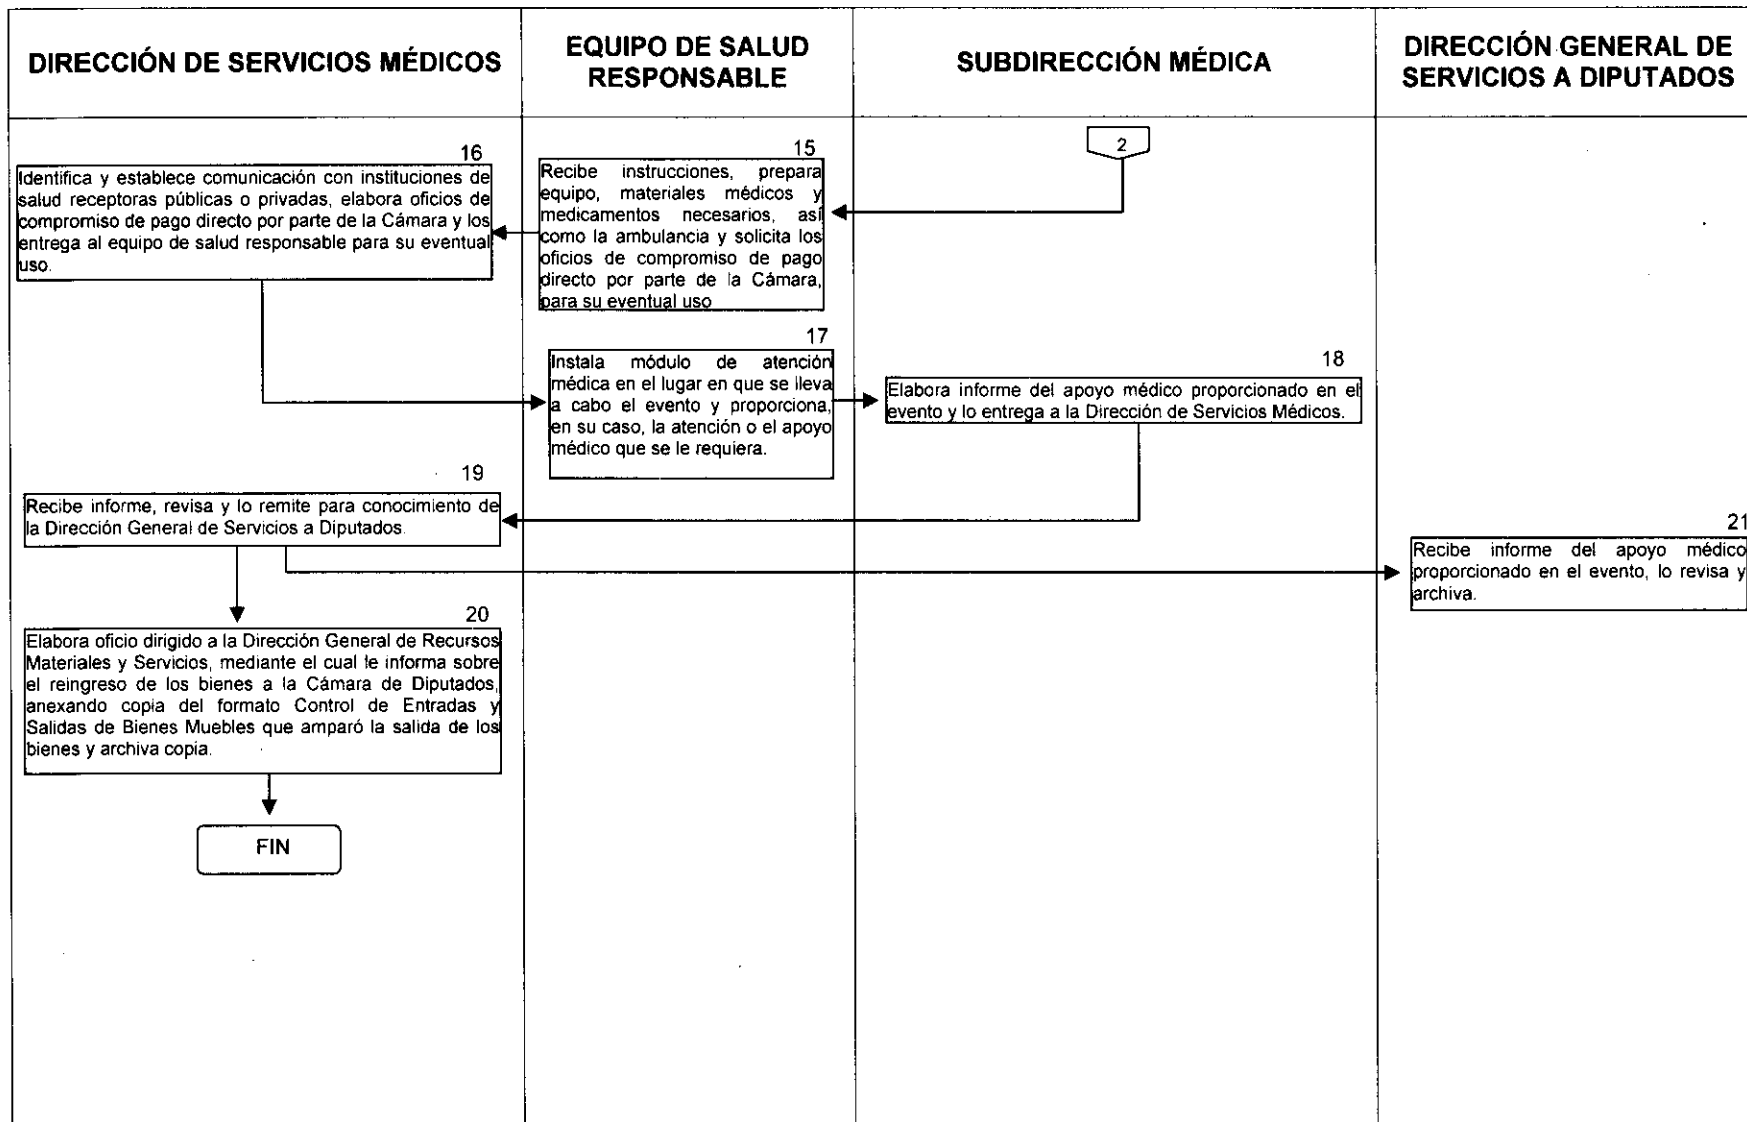 DIRECCIÓN DE SERVICIOS MÉDICOS
EQUIPO DE SALUD
RESPONSABLE
SUBDIRECCIÓN MÉDICA
DIRECCIÓN GENERAL DE
SERVICIOS A DIPUTADOS
2
15
Recibe instrucciones, prepara
equipo, materiales médicos y
medicamentos necesarios, así
como la ambulancia y solicita los
oficios de compromiso de pago
directo por parte de la Cámara,
para su eventual uso
16
Identifica y establece comunicación con instituciones de
salud receptoras públicas o privadas, elabora oficios de
compromiso de pago directo por parte de la Cámara y los
entrega al equipo de salud responsable para su eventual
uso.
17
Instala módulo de atención
médica en el lugar en que se lleva
a cabo el evento y proporciona,
en su caso, la atención o el apoyo
médico que se le requiera.
18
Elabora informe del apoyo médico proporcionado en el
evento y lo entrega a la Dirección de Servicios Médicos.
19
Recibe informe, revisa y lo remite para conocimiento de
la Dirección General de Servicios a Diputados.
20
Elabora oficio dirigido a la Dirección General de Recursos
Materiales y Servicios, mediante el cual le informa sobre
el reingreso de los bienes a la Cámara de Diputados,
anexando copia del formato Control de Entradas y
Salidas de Bienes Muebles que amparó la salida de los
bienes y archiva copia.
21
Recibe informe del apoyo médico
proporcionado en el evento, lo revisa y
archiva.
FIN